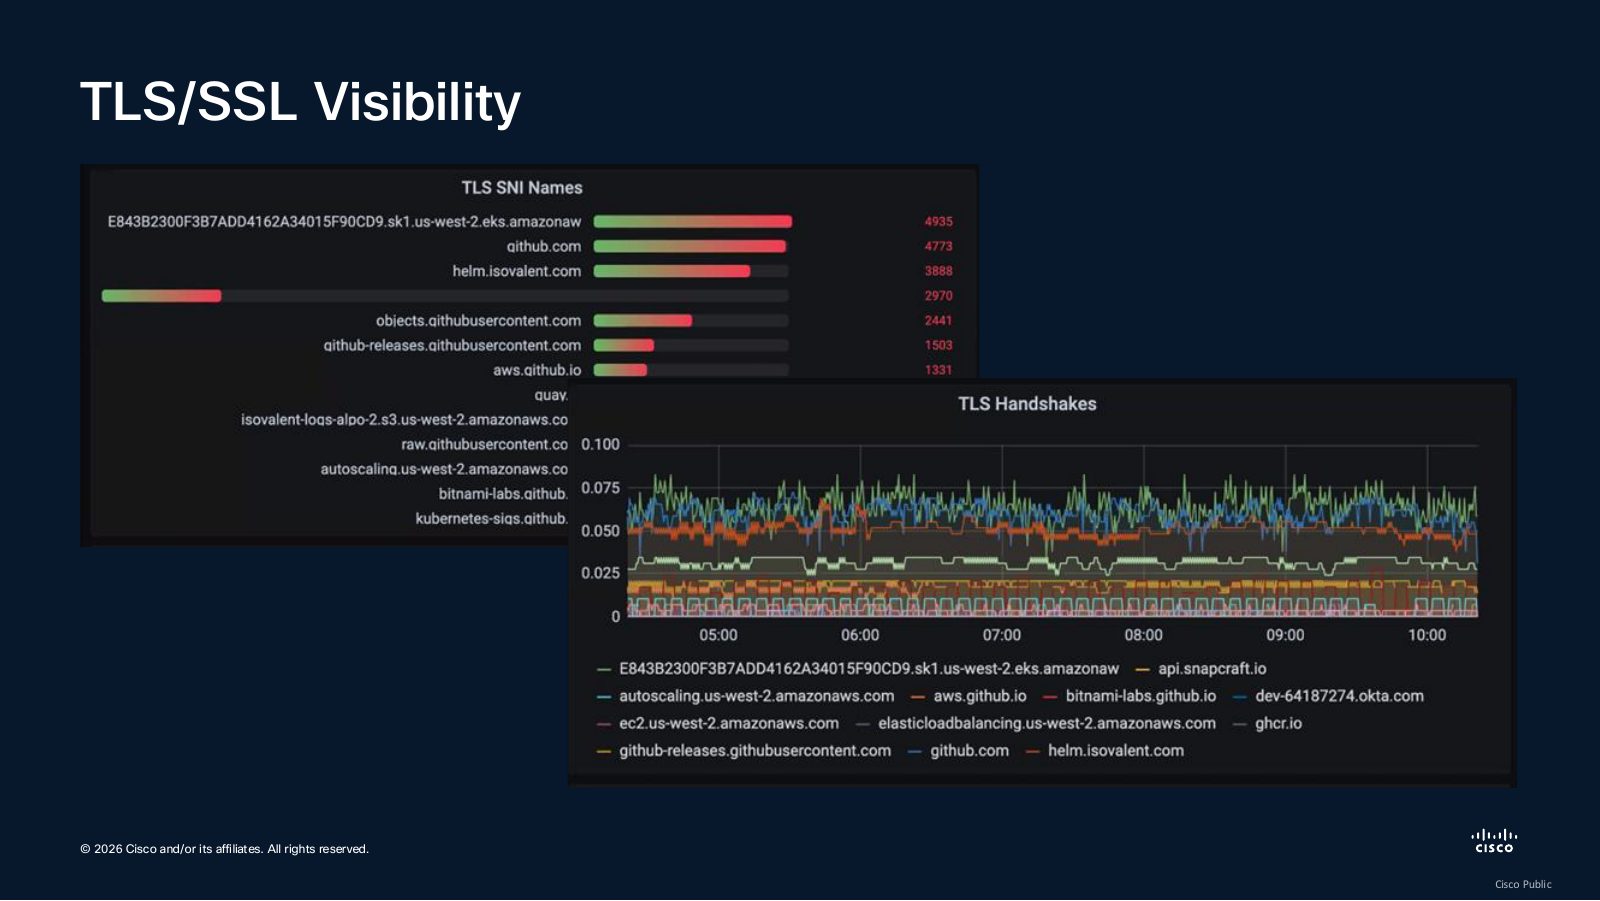 TLS/SSL Visibility
TLS SNI Names
E843B2300F3B7ADD4162A34015F90CD9.sk1.us-west-2.eks.amazonaw 4935
github.com 4773
helm.isovalent.com 3888
2970
objects.githubusercontent.com 2441
github-releases.githubusercontent.com 1503
aws.github.io 1331
quay.
isovalent-logs-alpo-2.s3.us-west-2.amazonaws.co
raw.githubusercontent.co
autoscaling.us-west-2.amazonaws.co
bitnami-labs.github.
kubernetes-sigs.github.
TLS Handshakes
0.100
0.075
0.050
0.025
0
05:00 06:00 07:00 08:00 09:00 10:00
E843B2300F3B7ADD4162A34015F90CD9.sk1.us-west-2.eks.amazonaw api.snapcraft.io
autoscaling.us-west-2.amazonaws.com aws.github.io bitnami-labs.github.io dev-64187274.okta.com
ec2.us-west-2.amazonaws.com elasticloadbalancing.us-west-2.amazonaws.com ghcr.io
github-releases.githubusercontent.com github.com helm.isovalent.com
© 2026 Cisco and/or its affiliates. All rights reserved.
CISCO
Cisco Public